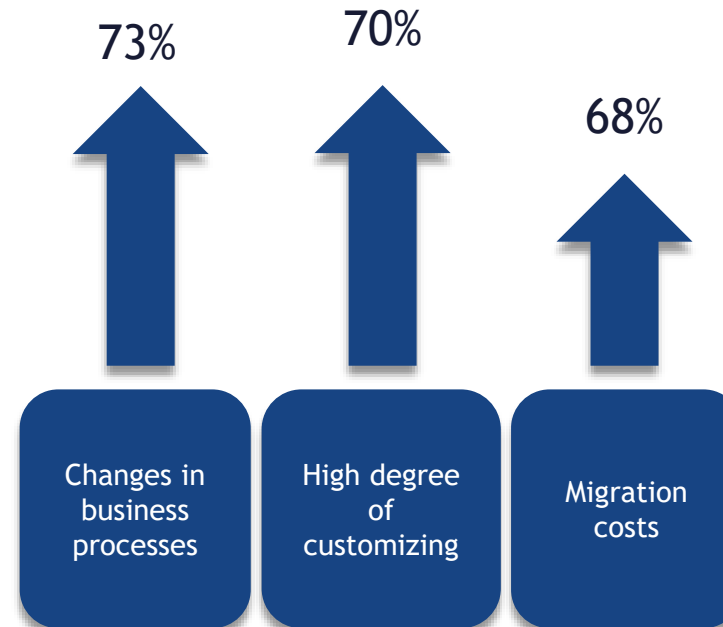 73%
70%
68%
Changes in
business
processes
High degree
of
customizing
Migration
costs